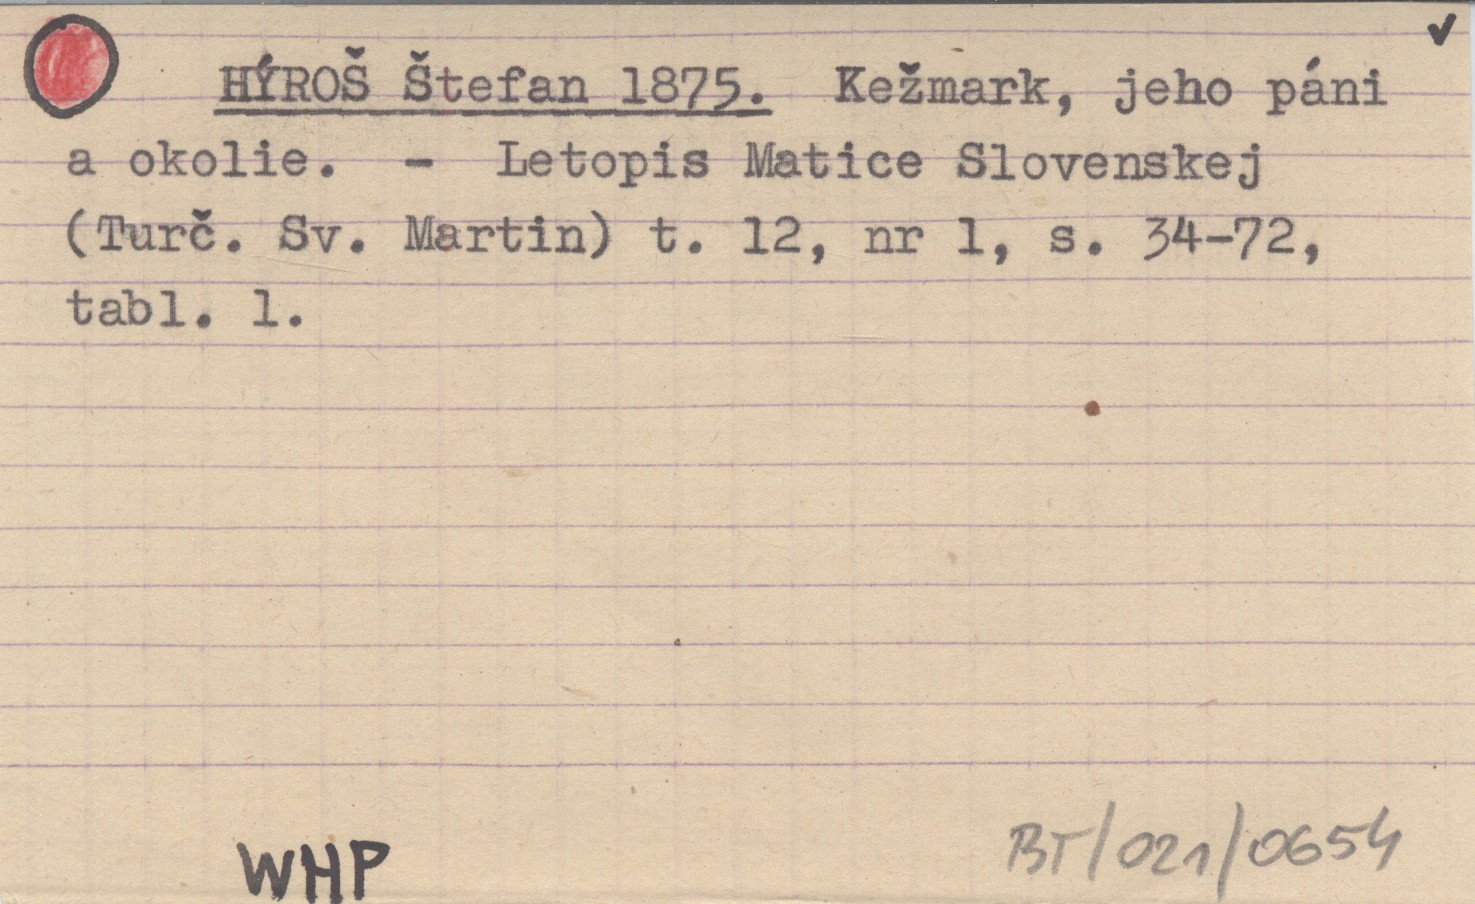 HÝROŠ Štefan 1875. Kežmark, jeho páni
a okolie. - Letopis Matice Slovenskej
(Turč. Sv. Martin) t. 12, nr 1, s. 34-72,
tabl. 1.
WHP
BT/021/0654